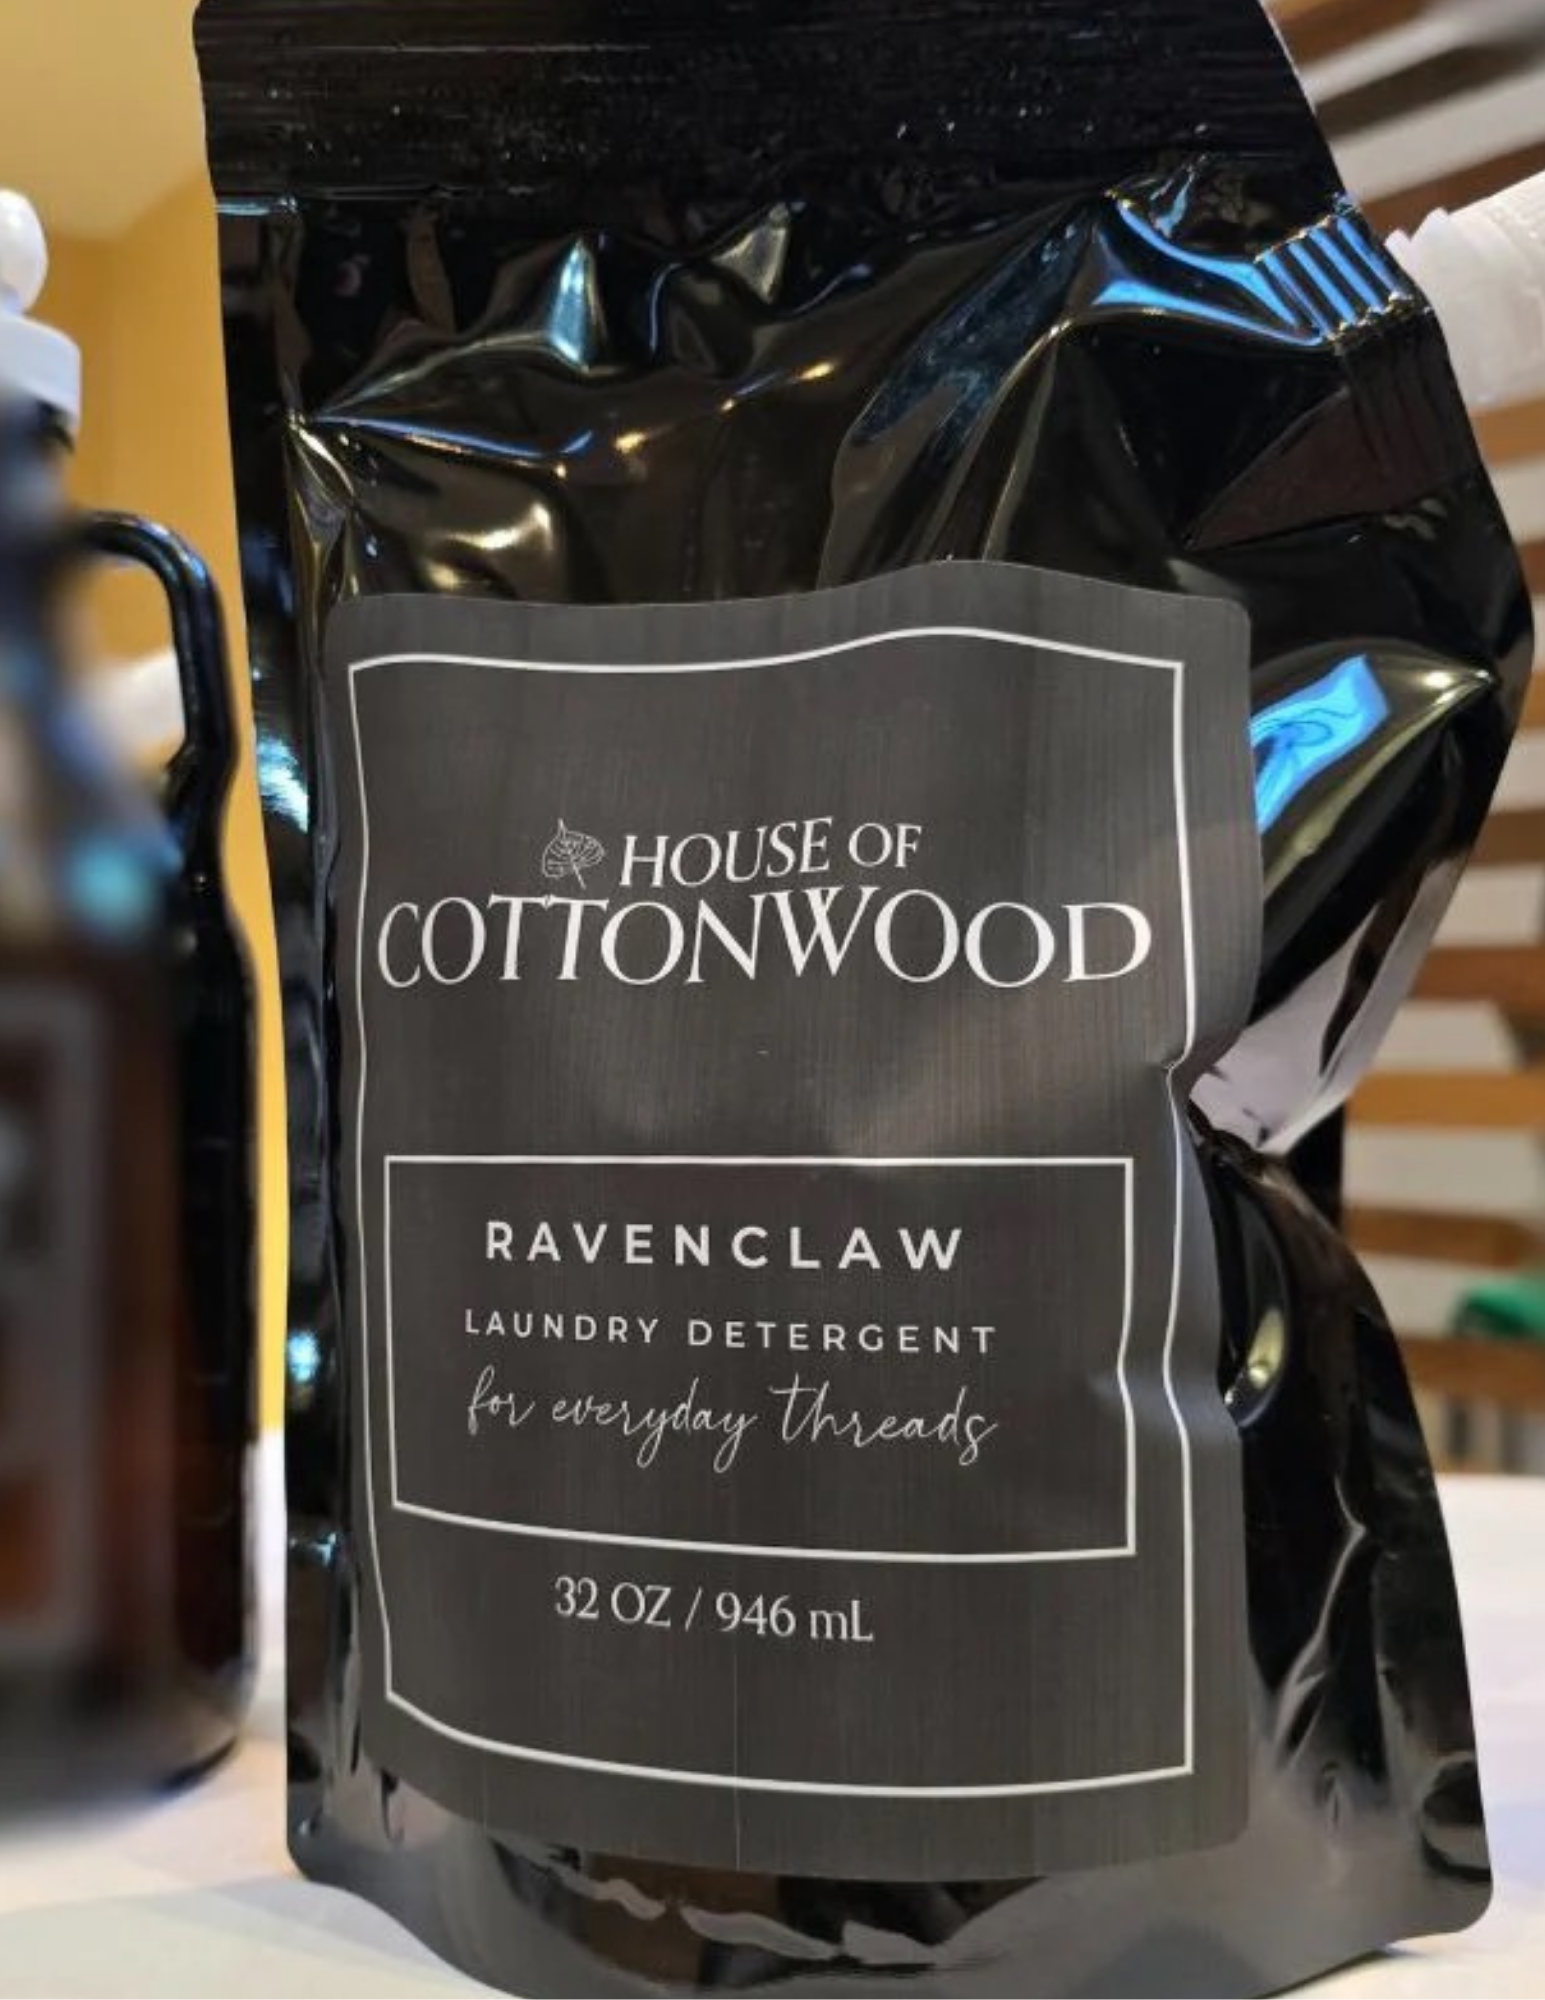 HOUSE OF
COTTONWOOD
RAVENCLAW
LAUNDRY DETERGENT
for everyday threads
32 OZ / 946 mL